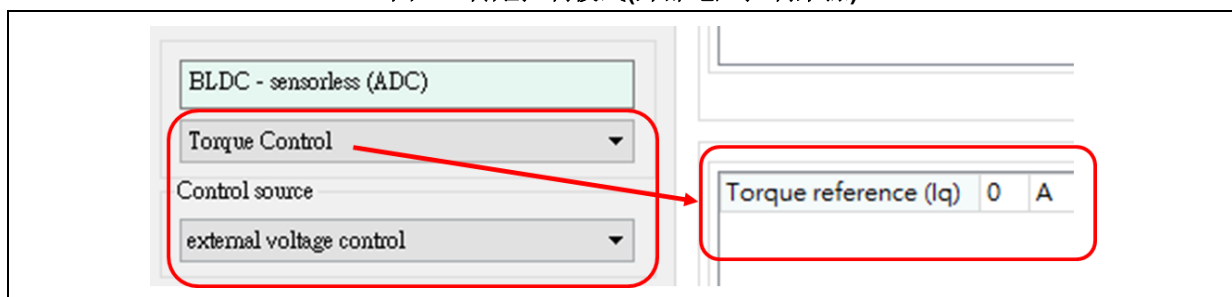 BLDC - sensorless (ADC)
Torque Control
Control source
external voltage control
Torque reference (Iq) 0 A